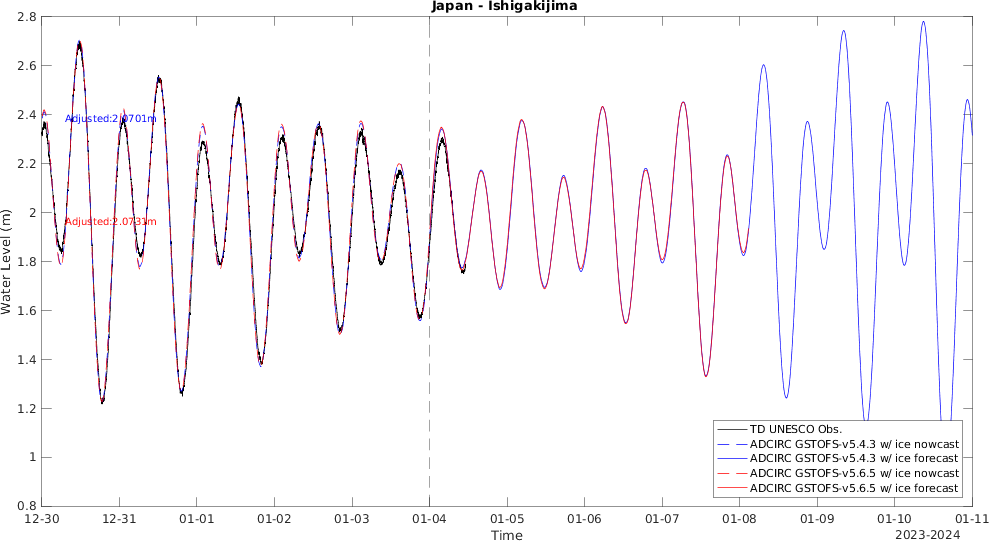 Japan - Ishigakijima
Water Level (m)
2.8
2.6
2.4
2.2
2
1.8
1.6
1.4
1.2
1
0.8
Adjusted:2.0701m
Adjusted:2.0731m
TD UNESCO Obs.
ADCIRC GSTOFS-v5.4.3 w/ ice nowcast
ADCIRC GSTOFS-v5.4.3 w/ ice forecast
ADCIRC GSTOFS-v5.6.5 w/ ice nowcast
ADCIRC GSTOFS-v5.6.5 w/ ice forecast
12-30 12-31 01-01 01-02 01-03 01-04 01-05 01-06 01-07 01-08 01-09 01-10 01-11
Time
2023-2024